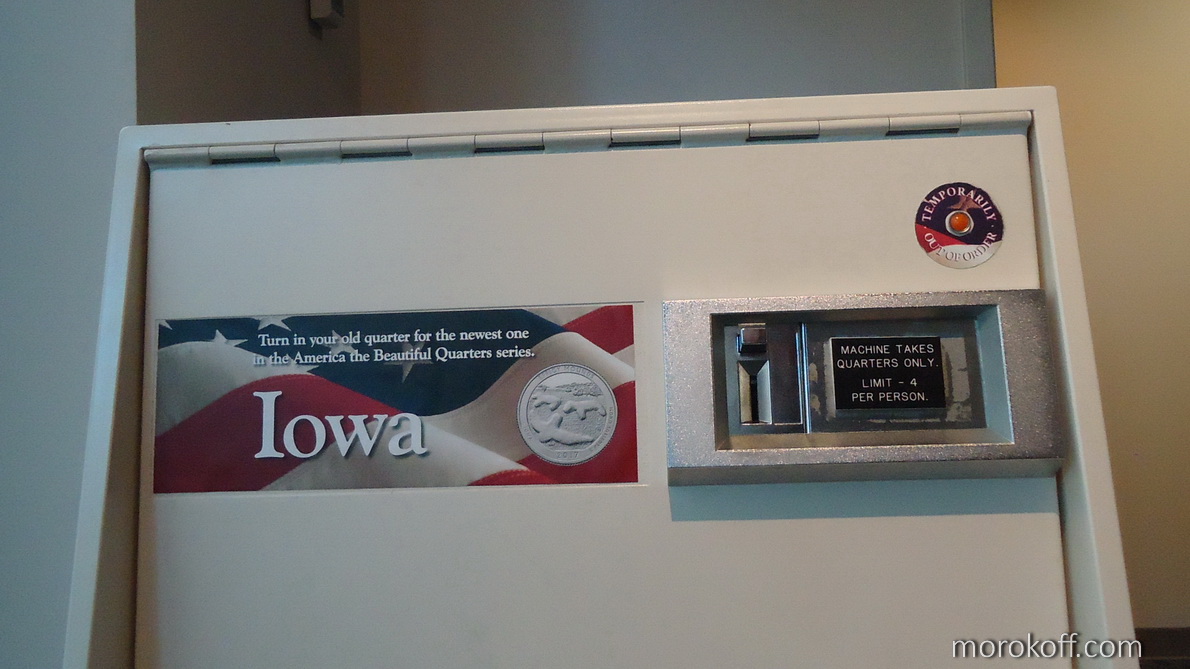 TEMPORARILY
OUT OF ORDER
Turn in your old quarter for the newest one
in the America the Beautiful Quarters series.
Iowa
2017
MACHINE TAKES
QUARTERS ONLY.
LIMIT - 4
PER PERSON.
morokoff.com